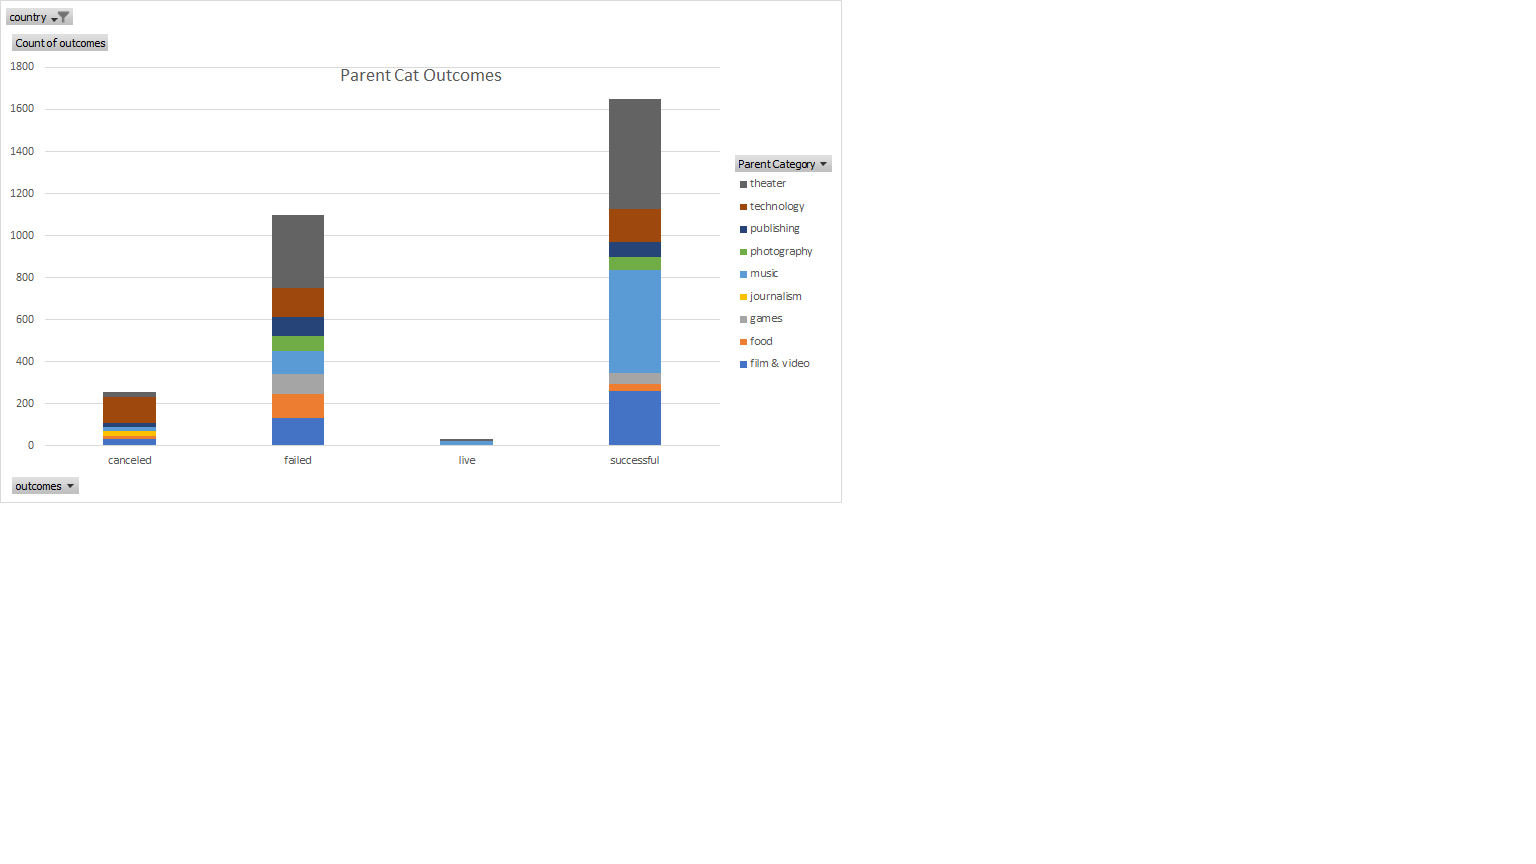 country
Count of outcomes
Parent Cat Outcomes
1800
1600
1400
1200
1000
800
600
400
200
0
canceled failed live successful
outcomes
Parent Category
theater
technology
publishing
photography
music
journalism
games
food
film & video